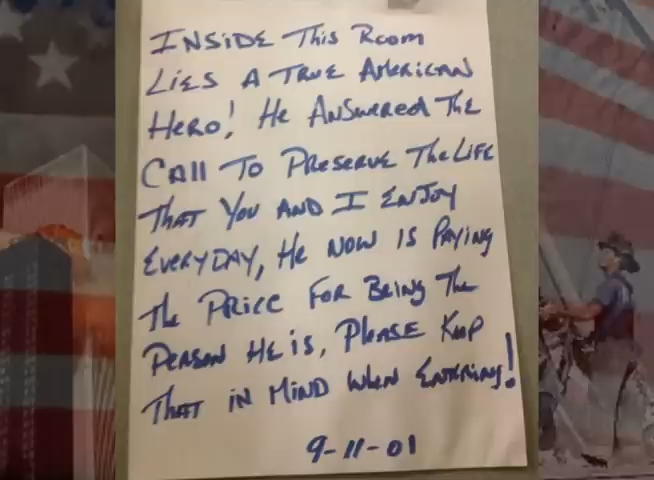 INSIDE This Room
LIES A TRUE AMERICAN
HERO! HE ANSWERED THE
CALL TO PRESERVE THE LIFE
THAT YOU AND I ENJOY
EVERYDAY, HE NOW IS PAYING
The PRICE FOR BEING THE
PERSON HE IS, PLEASE KEEP
THAT IN MIND WHEN ENTERING!
9-11-01